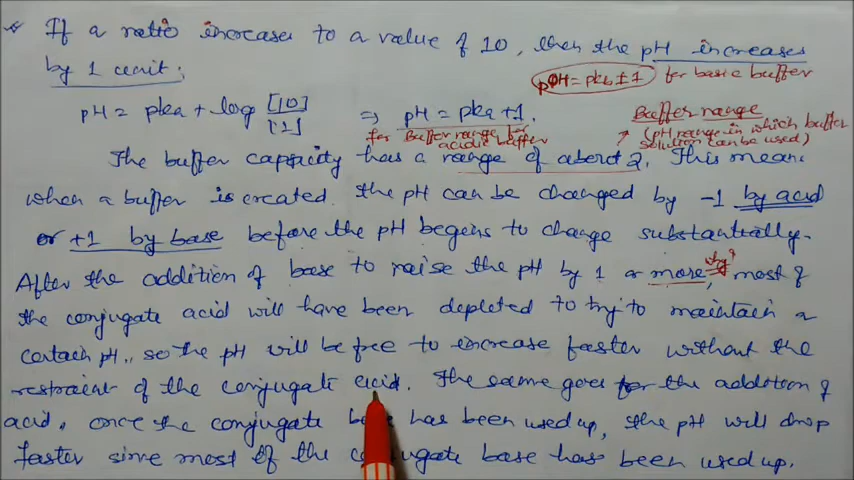 * If a ratio increases to a value of 10, then the pH increases
by 1 unit.
pOH = pkb ± 1 for basic buffer
pH = pka + log [10]/[1] ⇒ pH = pka + 1.
for Buffer range for acidic buffer
Buffer range
(pH range in which buffer
solution can be used)
The buffer capacity has a range of about 2. This means
when a buffer is created. The pH can be changed by -1 by acid
or +1 by base before the pH begins to change substantially.
After the addition of base to raise the pH by 1 or more, most of
the conjugate acid will have been depleted to try to maintain a
certain pH, so the pH will be free to increase faster without the
restraint of the conjugate acid. The same goes for the addition of
acid, once the conjugate base has been used up, the pH will drop
faster since most of the conjugate base has been used up.